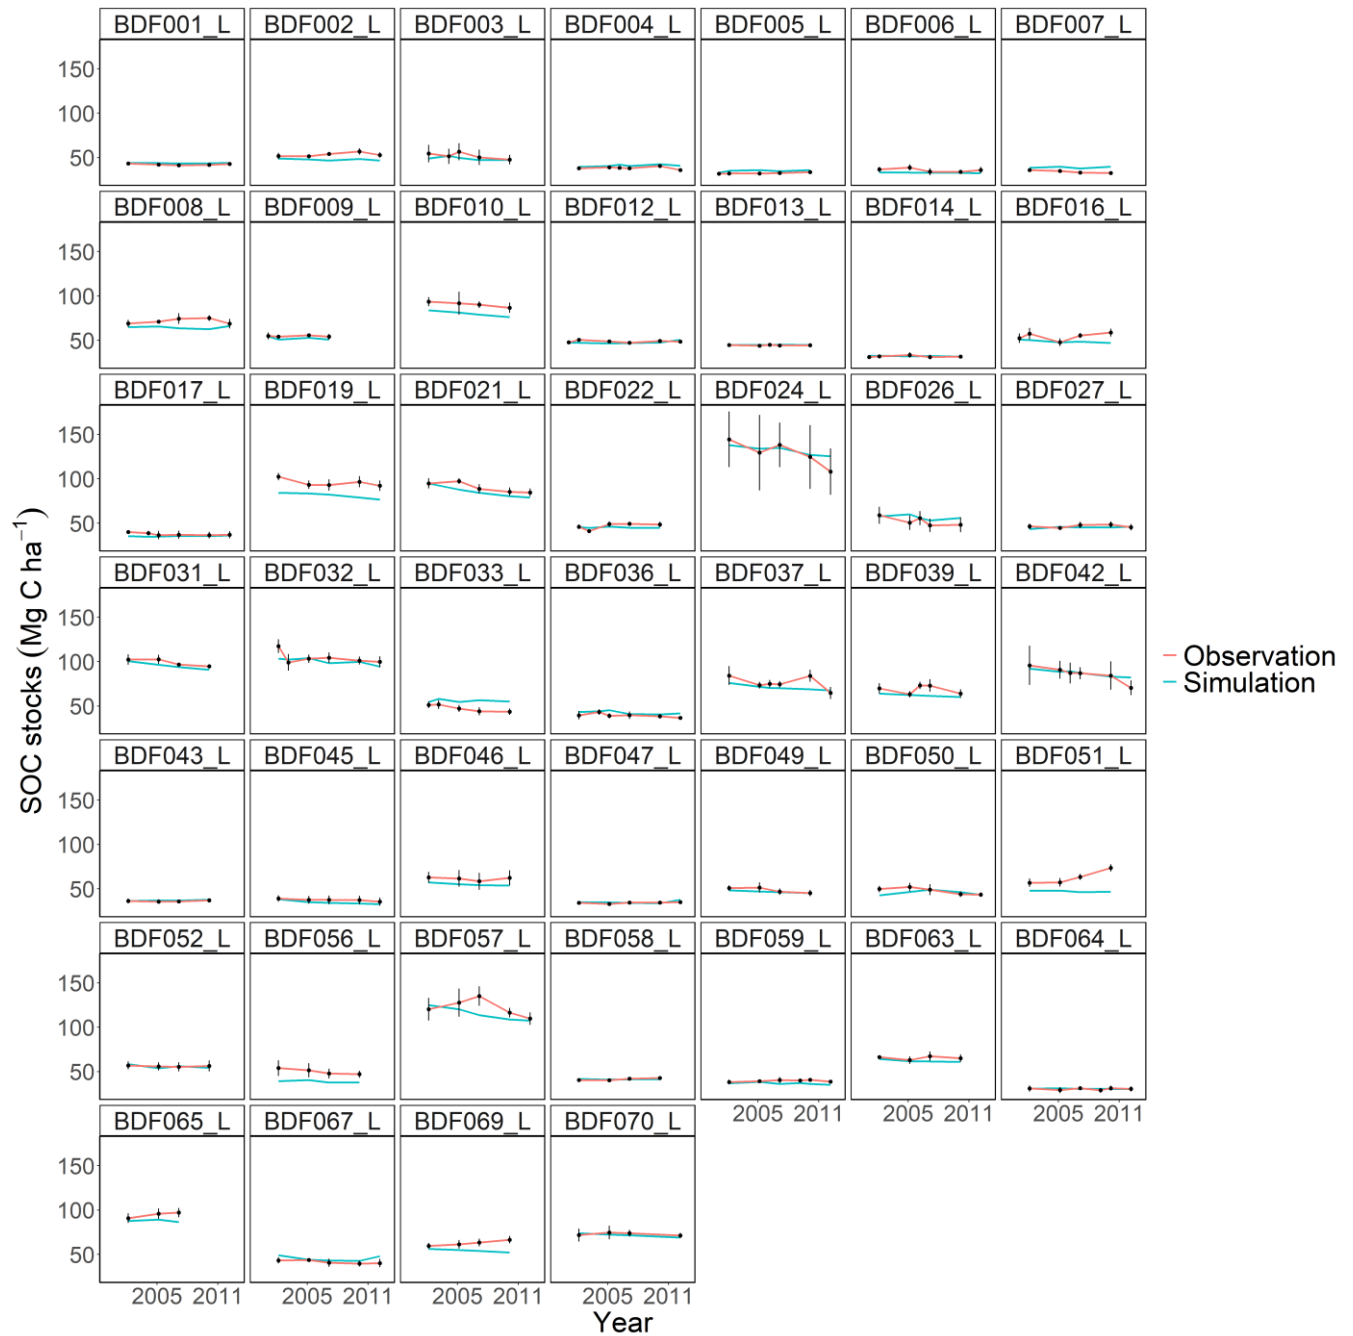 BDF001_L BDF002_L BDF003_L BDF004_L BDF005_L BDF006_L BDF007_L
150
100
50
BDF008_L BDF009_L BDF010_L BDF012_L BDF013_L BDF014_L BDF016_L
150
100
50
BDF017_L BDF019_L BDF021_L BDF022_L BDF024_L BDF026_L BDF027_L
150
100
50
BDF031_L BDF032_L BDF033_L BDF036_L BDF037_L BDF039_L BDF042_L
150
100
50
SOC stocks (Mg C ha⁻¹)
Observation
Simulation
BDF043_L BDF045_L BDF046_L BDF047_L BDF049_L BDF050_L BDF051_L
150
100
50
BDF052_L BDF056_L BDF057_L BDF058_L BDF059_L BDF063_L BDF064_L
150
100
50
2005 2011 2005 2011 2005 2011
BDF065_L BDF067_L BDF069_L BDF070_L
150
100
50
2005 2011 2005 2011 2005 2011 2005 2011
Year